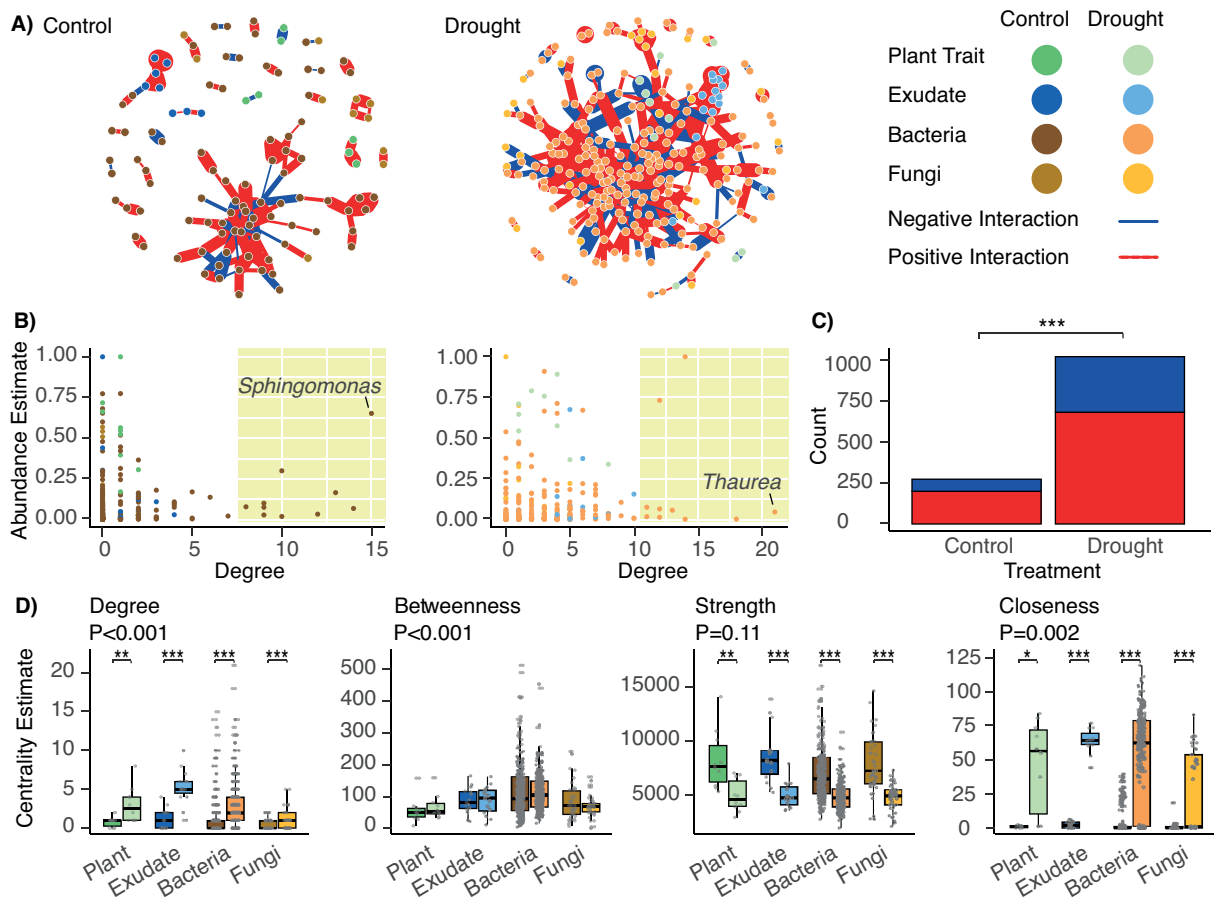 A) Control Drought
Control Drought
Plant Trait
Exudate
Bacteria
Fungi
Negative Interaction
Positive Interaction
B)
Abundance Estimate
1.00
0.75
0.50
0.25
0.00
Sphingomonas
0 5 10 15
Degree
1.00
0.75
0.50
0.25
0.00
Thaurea
0 5 10 15 20
Degree
C)
***
Count
1000
750
500
250
0
Control Drought
Treatment
D)
Centrality Estimate
Degree
P<0.001
** *** *** ***
20
15
10
5
0
Plant Exudate Bacteria Fungi
Betweenness
P<0.001
500
400
300
200
100
0
Plant Exudate Bacteria Fungi
Strength
P=0.11
** *** *** ***
15000
10000
5000
Plant Exudate Bacteria Fungi
Closeness
P=0.002
* *** *** ***
125
100
75
50
25
0
Plant Exudate Bacteria Fungi